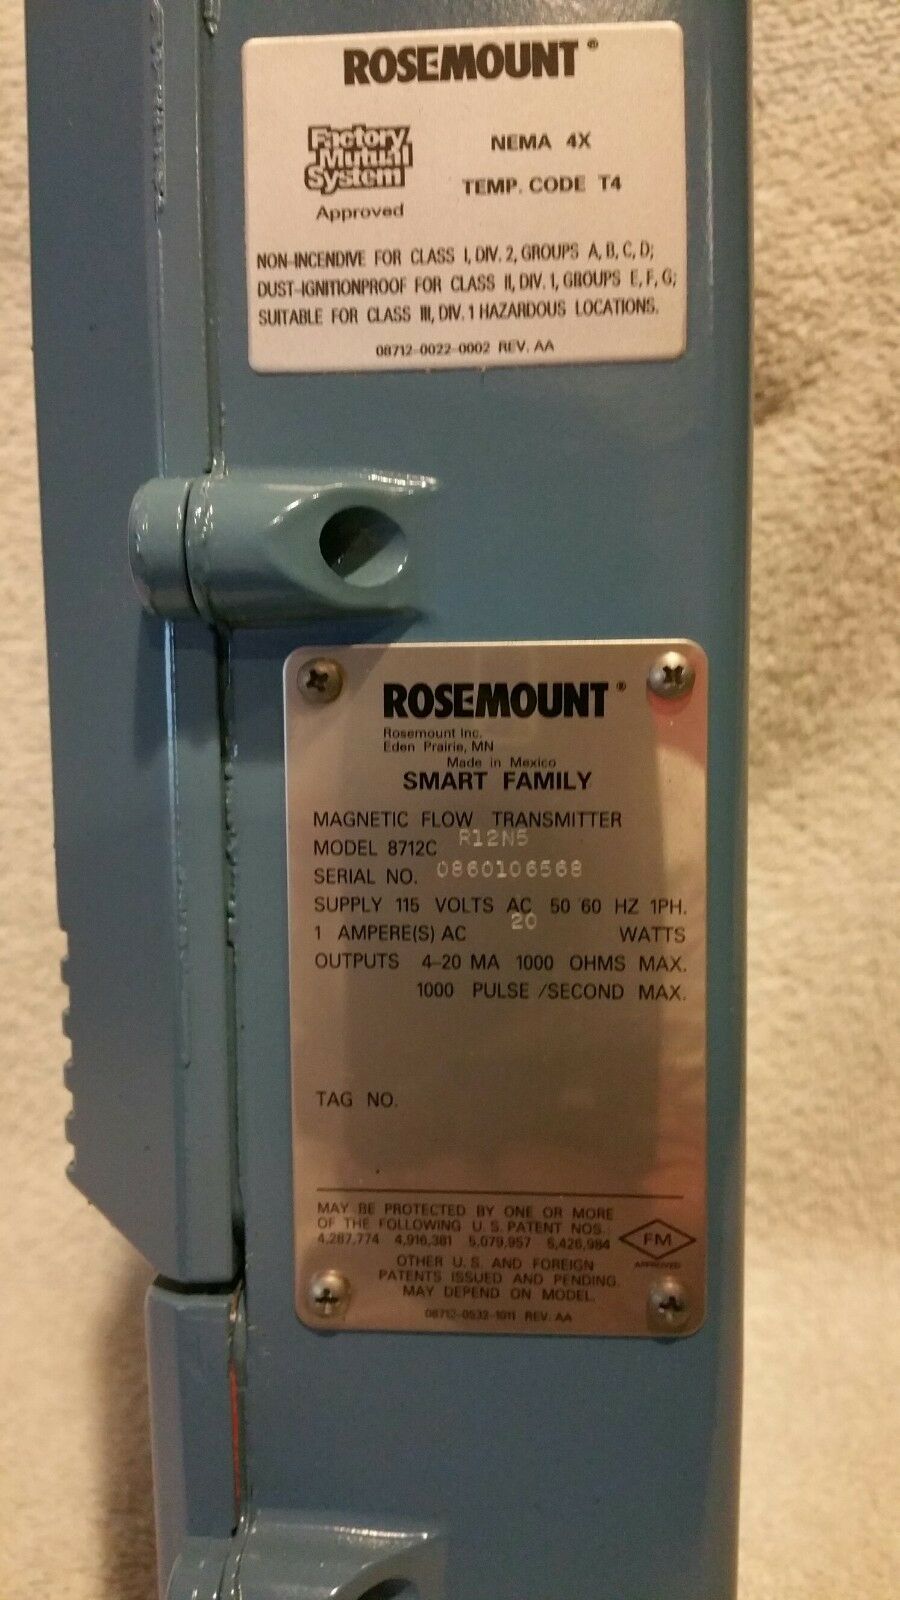 ROSEMOUNT®
Factory Mutual System
Approved
NEMA 4X
TEMP. CODE T4
NON-INCENDIVE FOR CLASS I, DIV. 2, GROUPS A, B, C, D;
DUST-IGNITIONPROOF FOR CLASS II, DIV. 1, GROUPS E, F, G;
SUITABLE FOR CLASS III, DIV. 1 HAZARDOUS LOCATIONS.
08712-0022-0002 REV. AA
ROSEMOUNT®
Rosemount Inc.
Eden Prairie, MN
Made in Mexico
SMART FAMILY
MAGNETIC FLOW TRANSMITTER
MODEL 8712C R12N5
SERIAL NO. 0860106568
SUPPLY 115 VOLTS AC 50 60 HZ 1PH.
1 AMPERE(S) AC 20 WATTS
OUTPUTS 4-20 MA 1000 OHMS MAX.
1000 PULSE /SECOND MAX.
TAG NO.
MAY BE PROTECTED BY ONE OR MORE
OF THE FOLLOWING U.S. PATENT NOS.:
4,287,774 4,916,381 5,079,957 5,426,984
FM
APPROVED
OTHER U.S. AND FOREIGN
PATENTS ISSUED AND PENDING.
MAY DEPEND ON MODEL.
08712-0532-1011 REV. AA